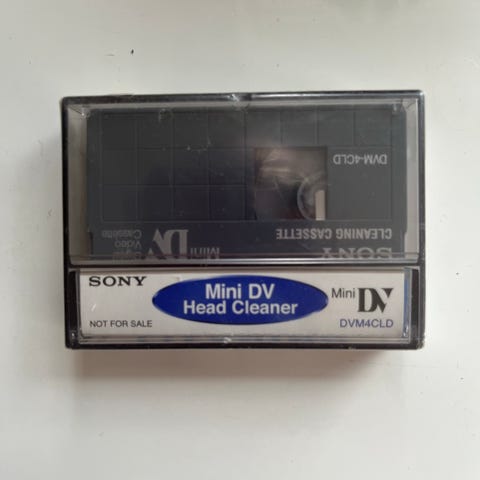 DVM-4CLD
CLEANING CASSETTE
SONY
Mini DV
Digital
Video
Cassette
SONY
Mini DV
Head Cleaner
Mini DV
NOT FOR SALE
DVM4CLD